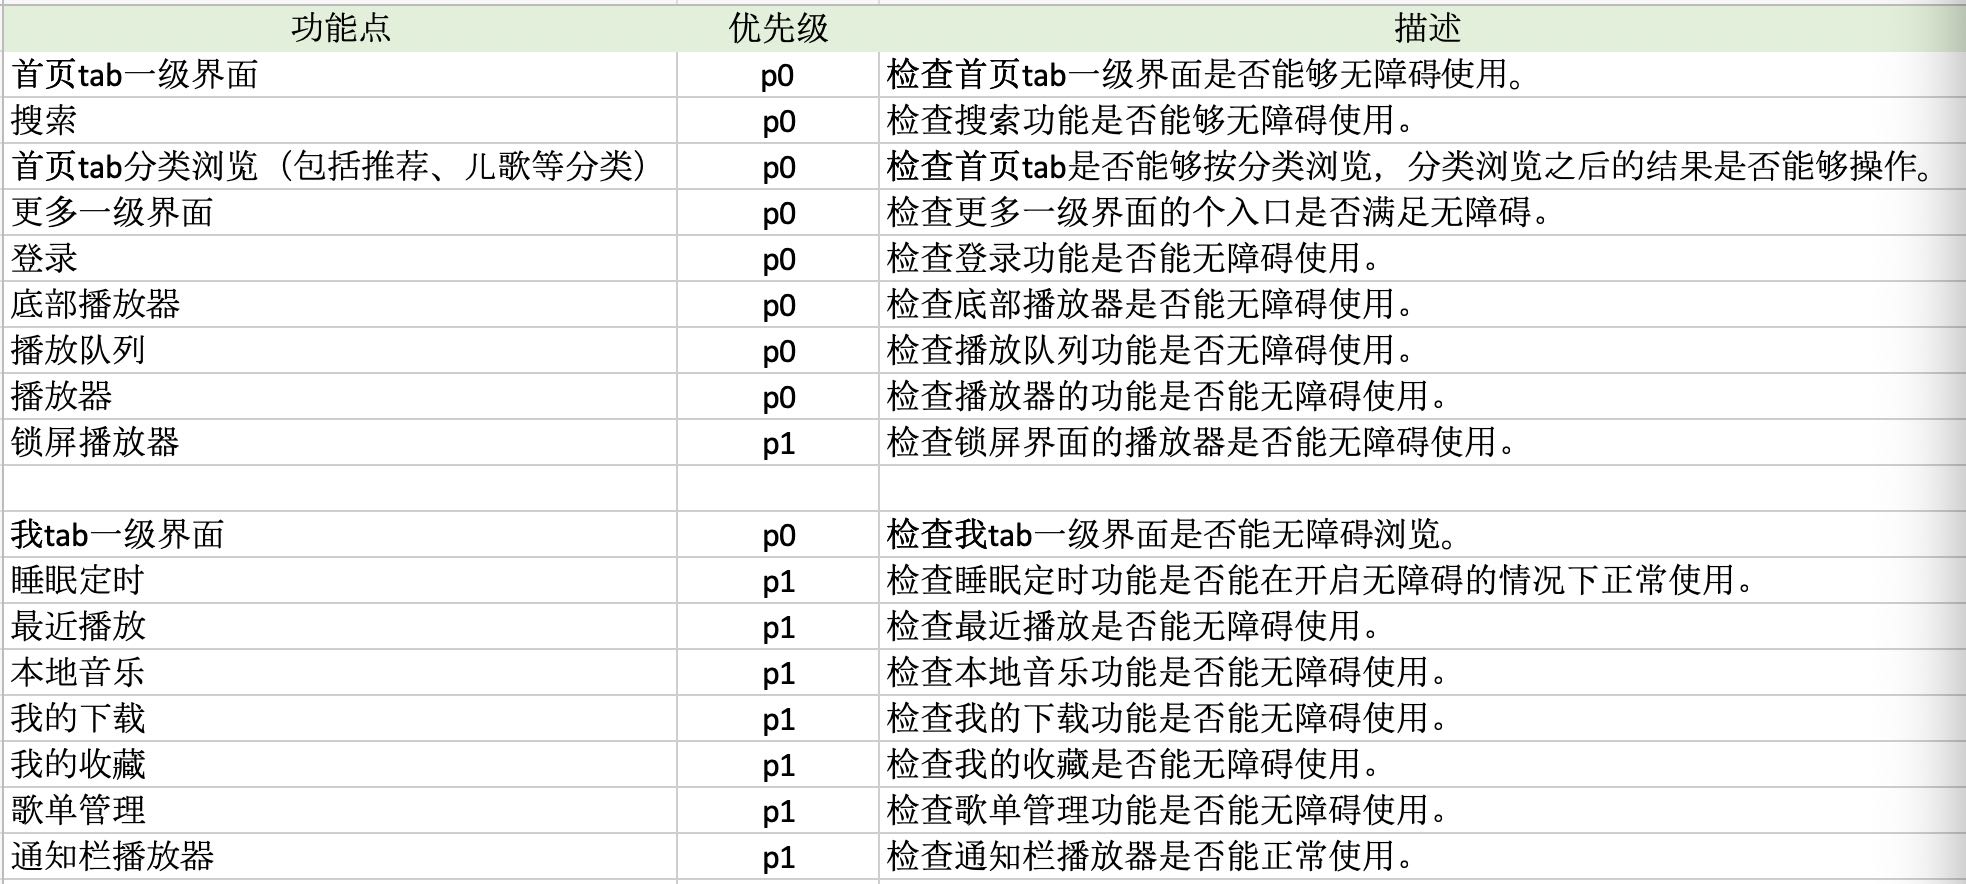 功能点 优先级 描述
首页tab一级界面 p0 检查首页tab一级界面是否能够无障碍使用。
搜索 p0 检查搜索功能是否能够无障碍使用。
首页tab分类浏览（包括推荐、儿歌等分类） p0 检查首页tab是否能够按分类浏览，分类浏览之后的结果是否能够操作。
更多一级界面 p0 检查更多一级界面的个入口是否满足无障碍。
登录 p0 检查登录功能是否能无障碍使用。
底部播放器 p0 检查底部播放器是否能无障碍使用。
播放队列 p0 检查播放队列功能是否无障碍使用。
播放器 p0 检查播放器的功能是否能无障碍使用。
锁屏播放器 p1 检查锁屏界面的播放器是否能无障碍使用。
我tab一级界面 p0 检查我tab一级界面是否能无障碍浏览。
睡眠定时 p1 检查睡眠定时功能是否能在开启无障碍的情况下正常使用。
最近播放 p1 检查最近播放是否能无障碍使用。
本地音乐 p1 检查本地音乐功能是否能无障碍使用。
我的下载 p1 检查我的下载功能是否能无障碍使用。
我的收藏 p1 检查我的收藏是否能无障碍使用。
歌单管理 p1 检查歌单管理功能是否能无障碍使用。
通知栏播放器 p1 检查通知栏播放器是否能正常使用。